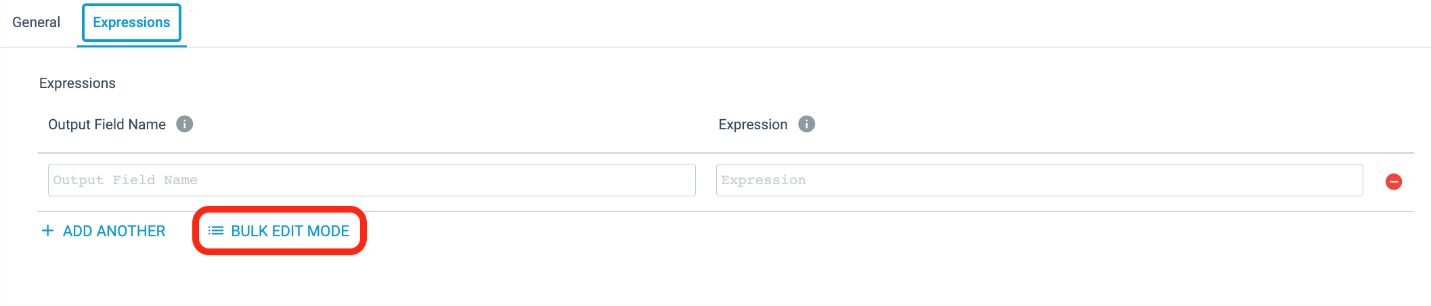 General Expressions
Expressions
Output Field Name i Expression i
Output Field Name Expression
+ ADD ANOTHER BULK EDIT MODE